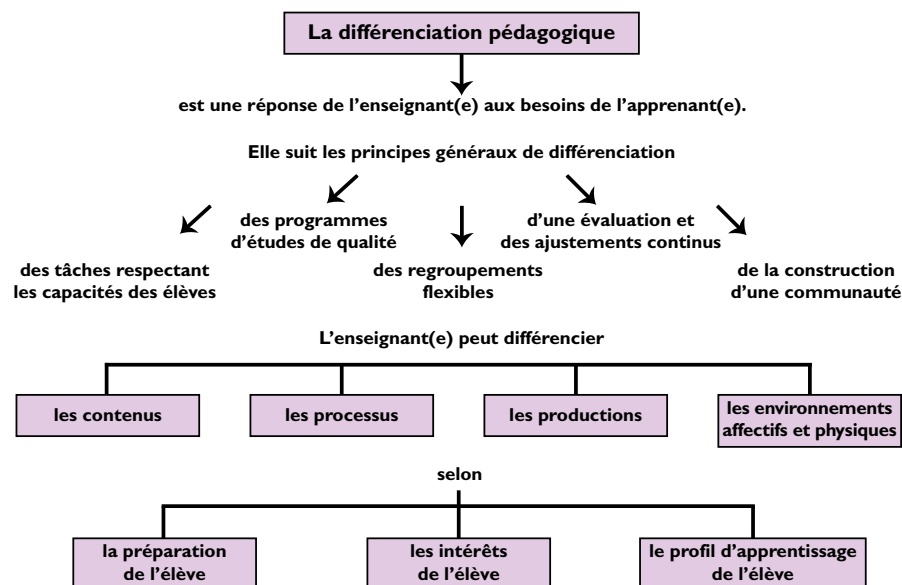 La différenciation pédagogique
est une réponse de l’enseignant(e) aux besoins de l’apprenant(e).
Elle suit les principes généraux de différenciation
des tâches respectant
les capacités des élèves
des programmes
d’études de qualité
des regroupements
flexibles
d’une évaluation et
des ajustements continus
de la construction
d’une communauté
L’enseignant(e) peut différencier
les contenus
les processus
les productions
les environnements
affectifs et physiques
selon
la préparation
de l’élève
les intérêts
de l’élève
le profil d'apprentissage
de l’élève